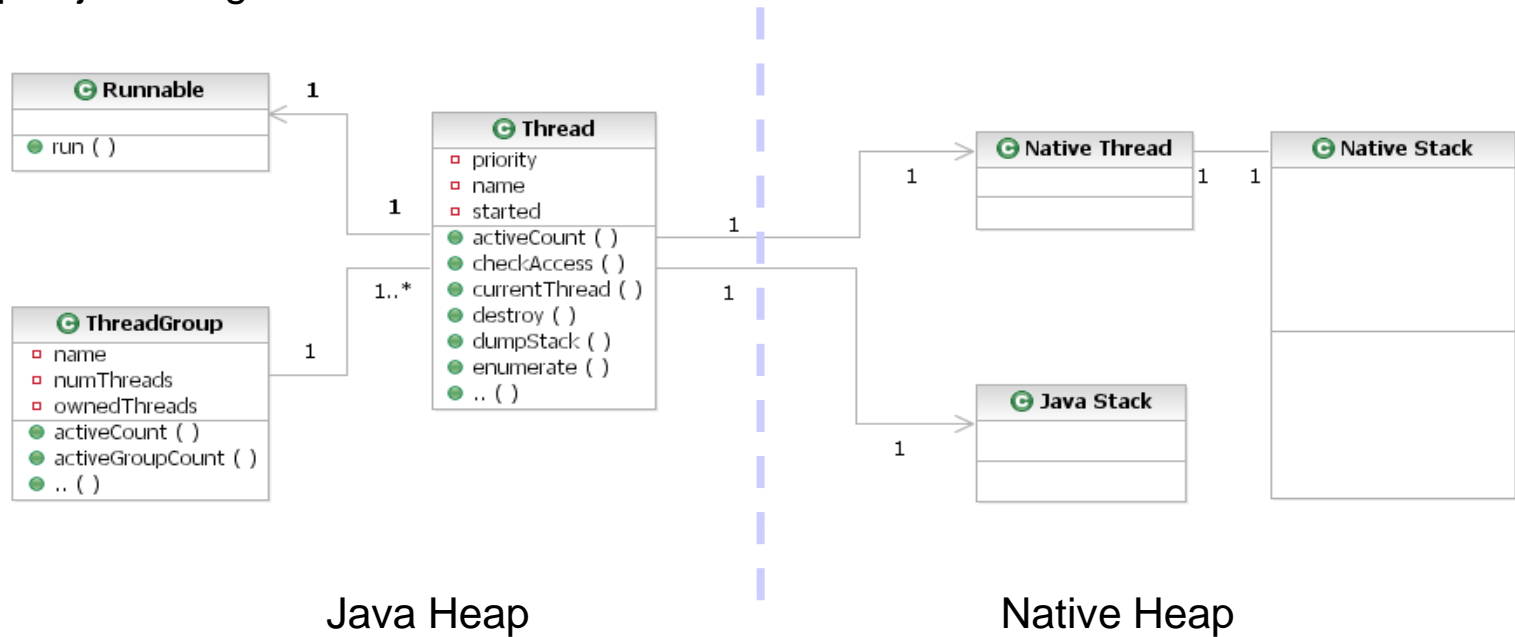 Runnable
run ( )
1
1
Thread
priority
name
started
activeCount ( )
checkAccess ( )
currentThread ( )
destroy ( )
dumpStack ( )
enumerate ( )
.. ( )
ThreadGroup
name
numThreads
ownedThreads
activeCount ( )
activeGroupCount ( )
.. ( )
1
1..*
1
1
Native Thread
1 1
Native Stack
1
1
Java Stack
Java Heap
Native Heap